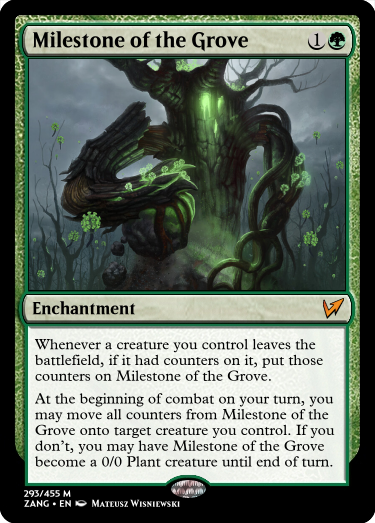 Milestone of the Grove 1
Enchantment
Whenever a creature you control leaves the
battlefield, if it had counters on it, put those
counters on Milestone of the Grove.
At the beginning of combat on your turn, you
may move all counters from Milestone of the
Grove onto target creature you control. If you
don't, you may have Milestone of the Grove
become a 0/0 Plant creature until end of turn.
293/455 M
ZANG • EN Mateusz Wisniewski